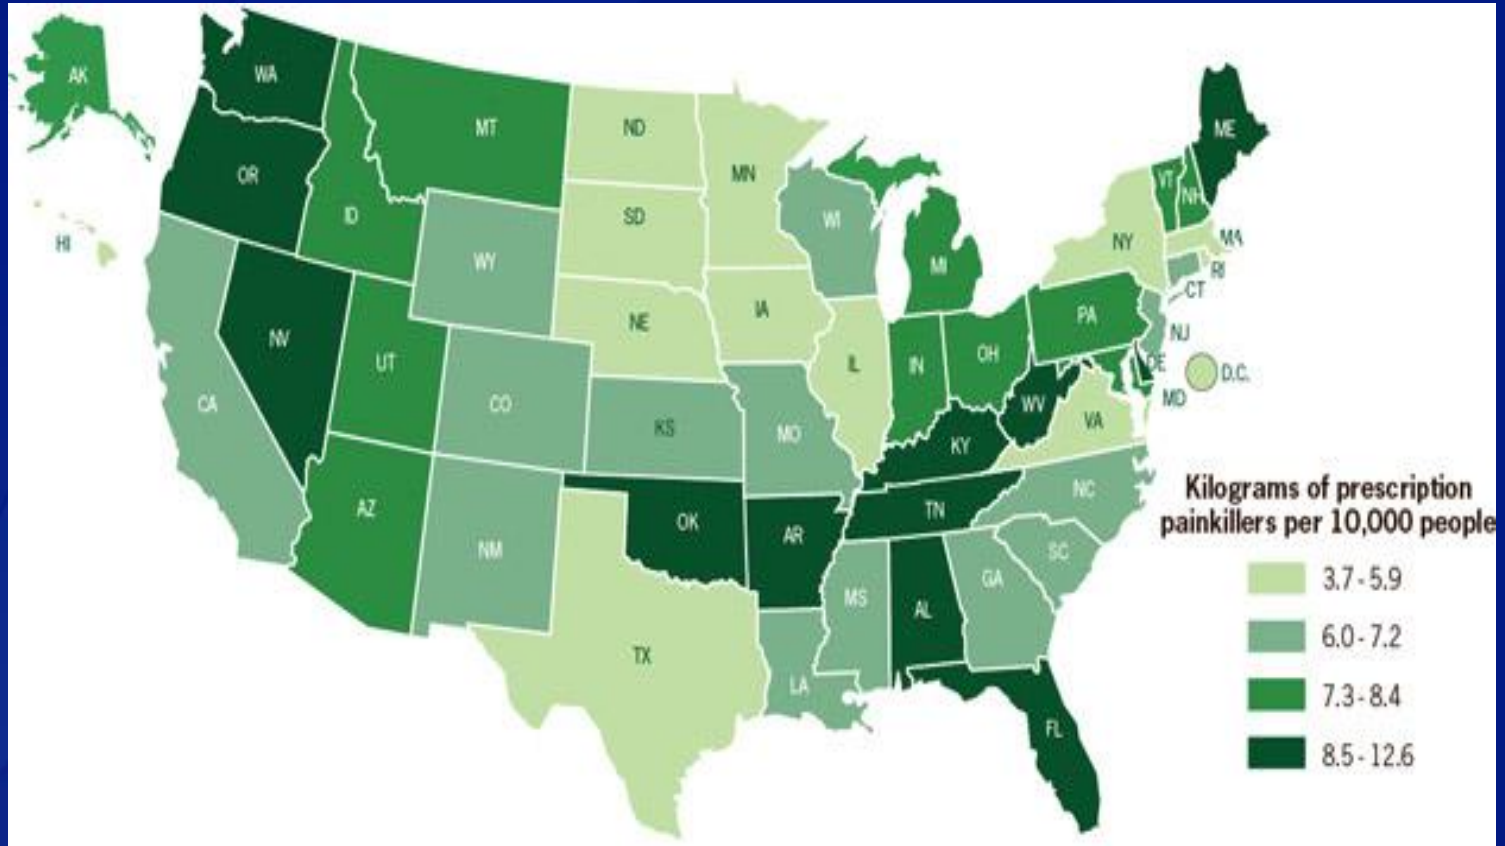 AK
WA
MT
ND
MN
ME
OR
ID
SD
WI
VT
NH
HI
WY
MI
NY
MA
RI
CT
NV
UT
NE
IA
PA
NJ
CA
CO
IL
IN
OH
DE
D.C.
MD
KS
MO
WV
VA
KY
AZ
NM
OK
AR
TN
NC
SC
MS
AL
GA
TX
LA
FL
Kilograms of prescription
painkillers per 10,000 people
3.7 - 5.9
6.0 - 7.2
7.3 - 8.4
8.5 - 12.6